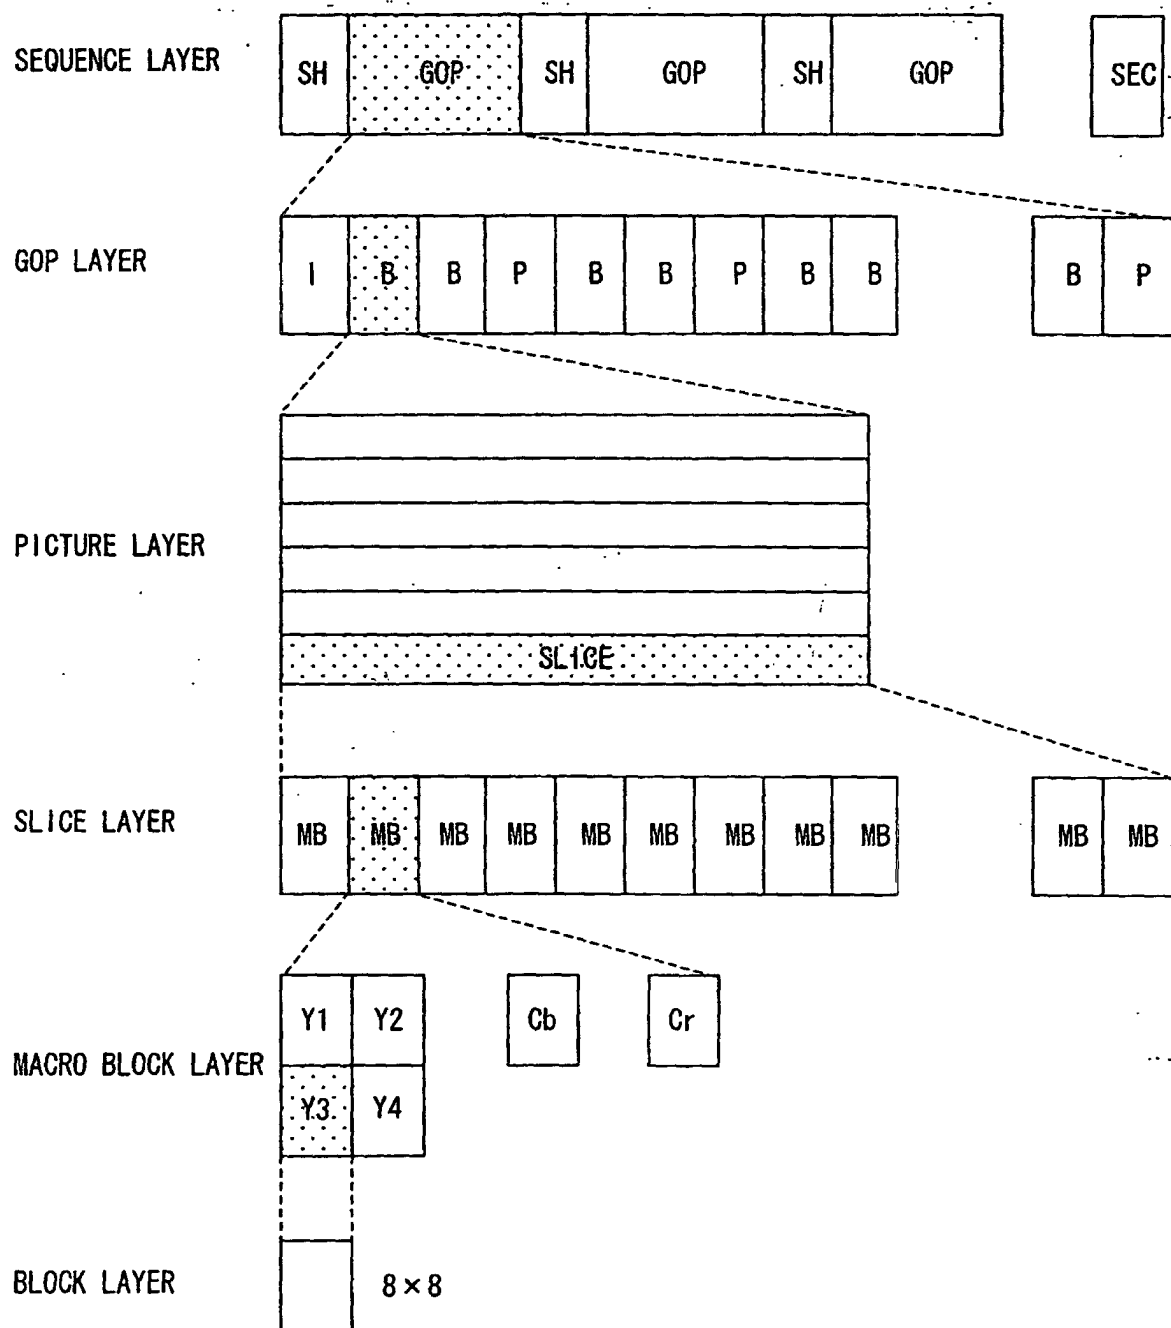 SEQUENCE LAYER SH GOP SH GOP SH GOP SEC
GOP LAYER I B B P B B P B B B P
PICTURE LAYER
SLICE
SLICE LAYER MB MB MB MB MB MB MB MB MB MB MB
Y1 Y2 Cb Cr
MACRO BLOCK LAYER
Y3 Y4
BLOCK LAYER 8×8